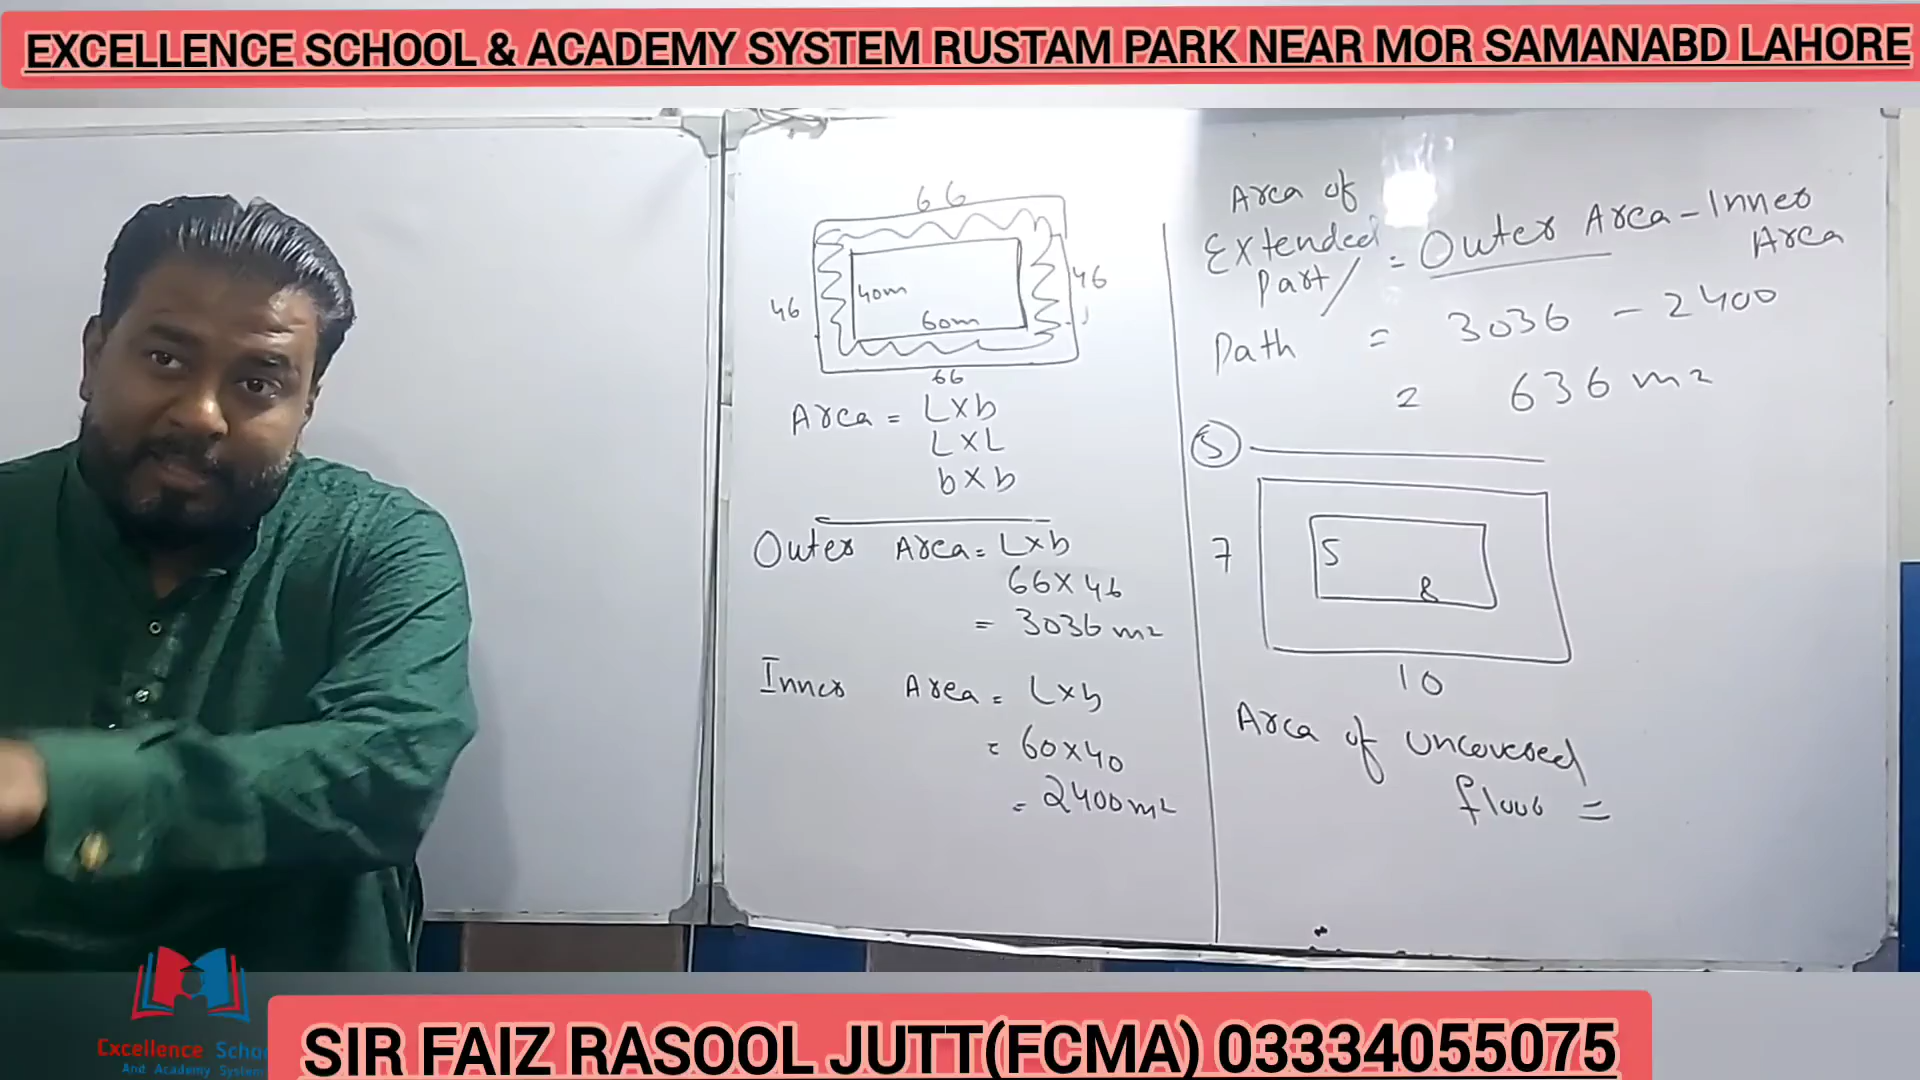 EXCELLENCE SCHOOL & ACADEMY SYSTEM RUSTAM PARK NEAR MOR SAMANABD LAHORE
66
46
40m
60m
46
66
Area = L x b
L x L
b x b
Outer Area = L x b
66 x 46
= 3036 m2
Inner Area = L x b
= 60 x 40
= 2400 m2
Area of
Extended
Part/
Path
= Outer Area - Inner
Area
= 3036 - 2400
= 636 m2
5
7
5
8
10
Area of uncovered
floor =
Excellence Schoo
And Academy System
SIR FAIZ RASOOL JUTT(FCMA) 03334055075